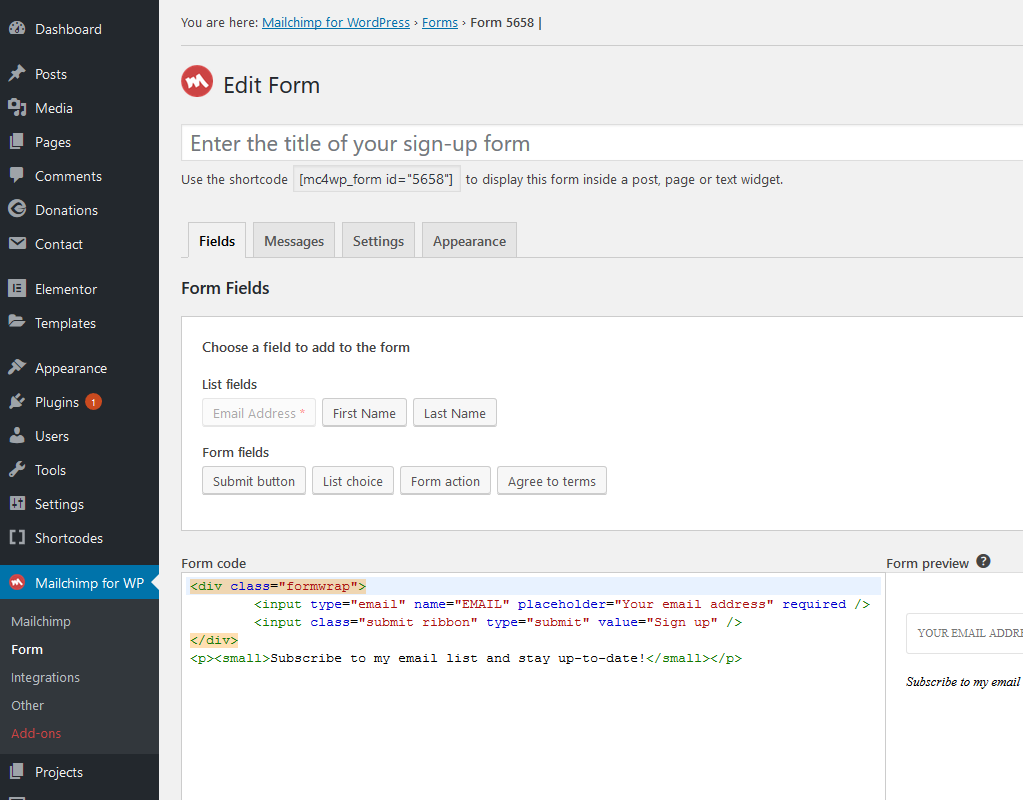 You are here: Mailchimp for WordPress › Forms › Form 5658 |
Edit Form
Enter the title of your sign-up form
Use the shortcode [mc4wp_form id="5658"] to display this form inside a post, page or text widget.
Fields Messages Settings Appearance
Form Fields
Choose a field to add to the form
List fields
Email Address * First Name Last Name
Form fields
Submit button List choice Form action Agree to terms
Form code
<div class="formwrap">
<input type="email" name="EMAIL" placeholder="Your email address" required />
<input class="submit ribbon" type="submit" value="Sign up" />
</div>
<p><small>Subscribe to my email list and stay up-to-date!</small></p>
Form preview ?
YOUR EMAIL ADDRE
Subscribe to my email
Dashboard
Posts
Media
Pages
Comments
Donations
Contact
Elementor
Templates
Appearance
Plugins 1
Users
Tools
Settings
Shortcodes
Mailchimp for WP
Mailchimp
Form
Integrations
Other
Add-ons
Projects